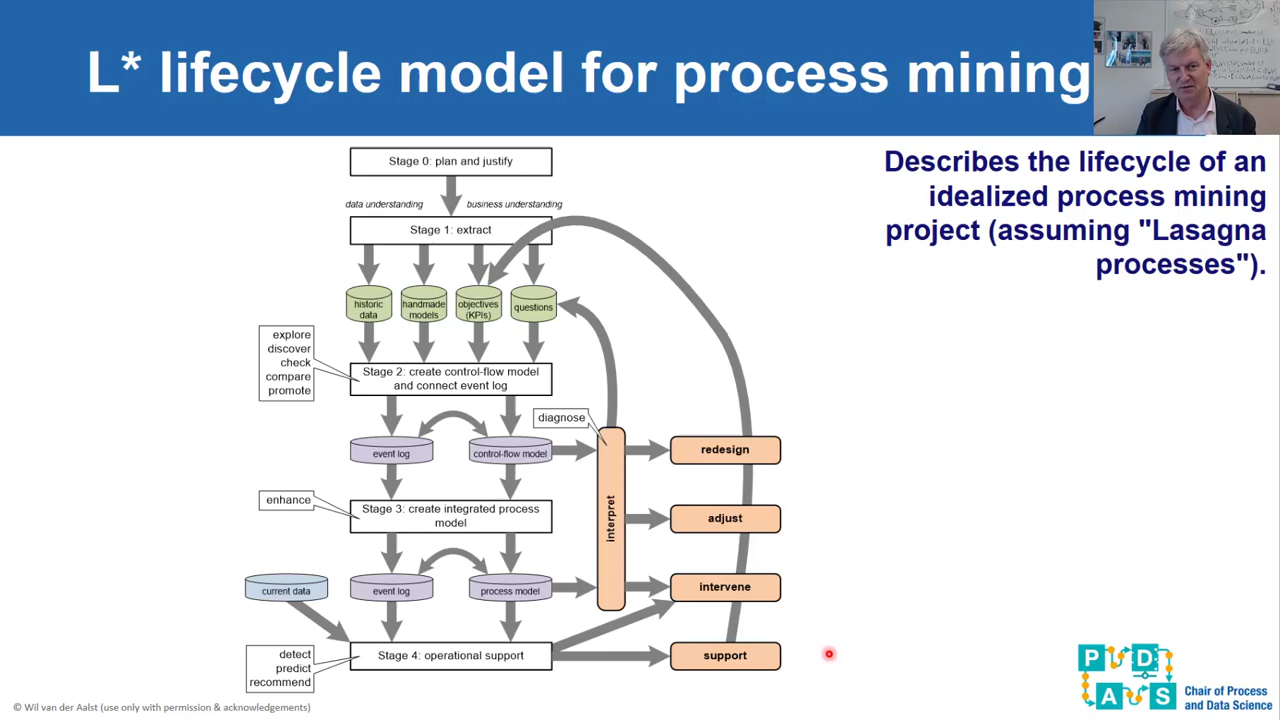 L* lifecycle model for process mining
Describes the lifecycle of an
idealized process mining
project (assuming "Lasagna
processes").
Stage 0: plan and justify
data understanding
business understanding
Stage 1: extract
historic
data
handmade
models
objectives
(KPIs)
questions
explore
discover
check
compare
promote
Stage 2: create control-flow model
and connect event log
diagnose
event log
control-flow model
redesign
enhance
Stage 3: create integrated process
model
interpret
adjust
current data
event log
process model
intervene
detect
predict
recommend
Stage 4: operational support
support
P D
A S
Chair of Process
and Data Science
© Wil van der Aalst (use only with permission & acknowledgements)